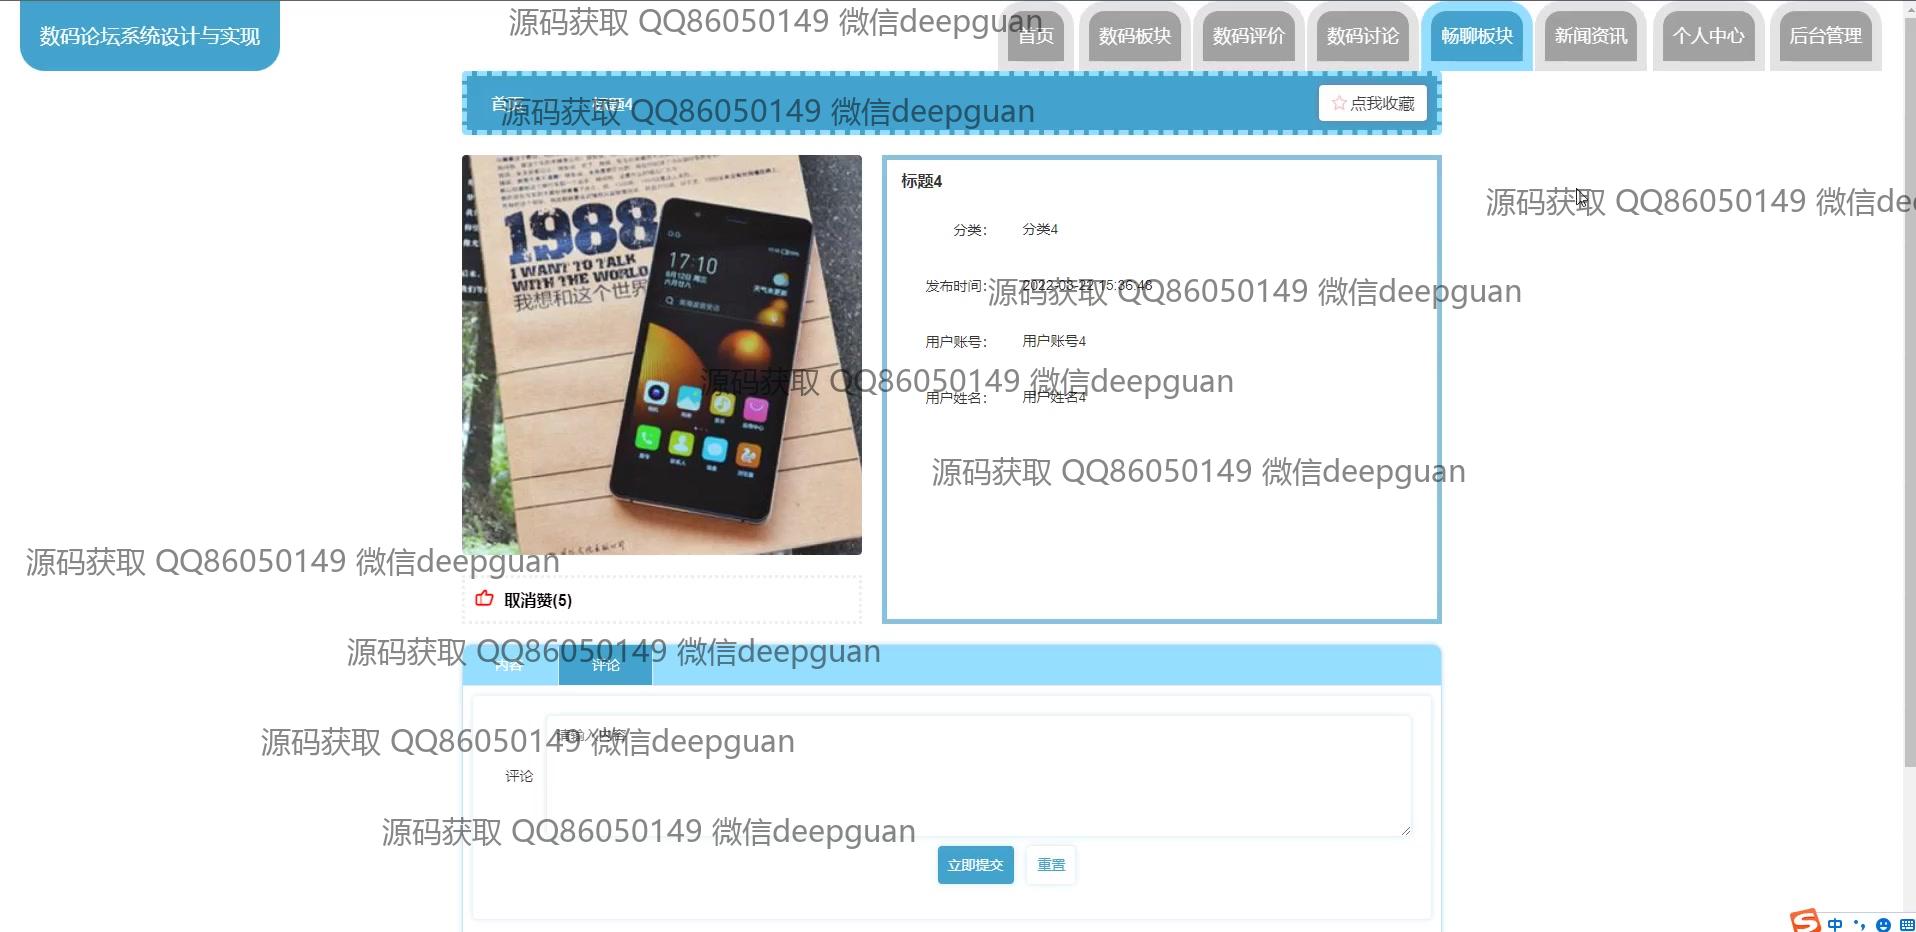 数码论坛系统设计与实现
源码获取 QQ86050149 微信deepguan
首页
数码板块
数码评价
数码讨论
畅聊板块
新闻资讯
个人中心
后台管理
首页
标题4
源码获取 QQ86050149 微信deepguan
点我收藏
标题4
源码获取 QQ86050149 微信de
分类：
分类4
发布时间：
2022-03-22 15:36:48
源码获取 QQ86050149 微信deepguan
用户账号：
用户账号4
源码获取 QQ86050149 微信deepguan
用户姓名：
用户姓名4
源码获取 QQ86050149 微信deepguan
1988
I WANT TO TALK
WITH THE WORLD
我想和这个世界
17:10
源码获取 QQ86050149 微信deepguan
取消赞(5)
源码获取 QQ86050149 微信deepguan
内容
评论
源码获取 QQ86050149 微信deepguan
请输入内容
评论
源码获取 QQ86050149 微信deepguan
立即提交
重置
中